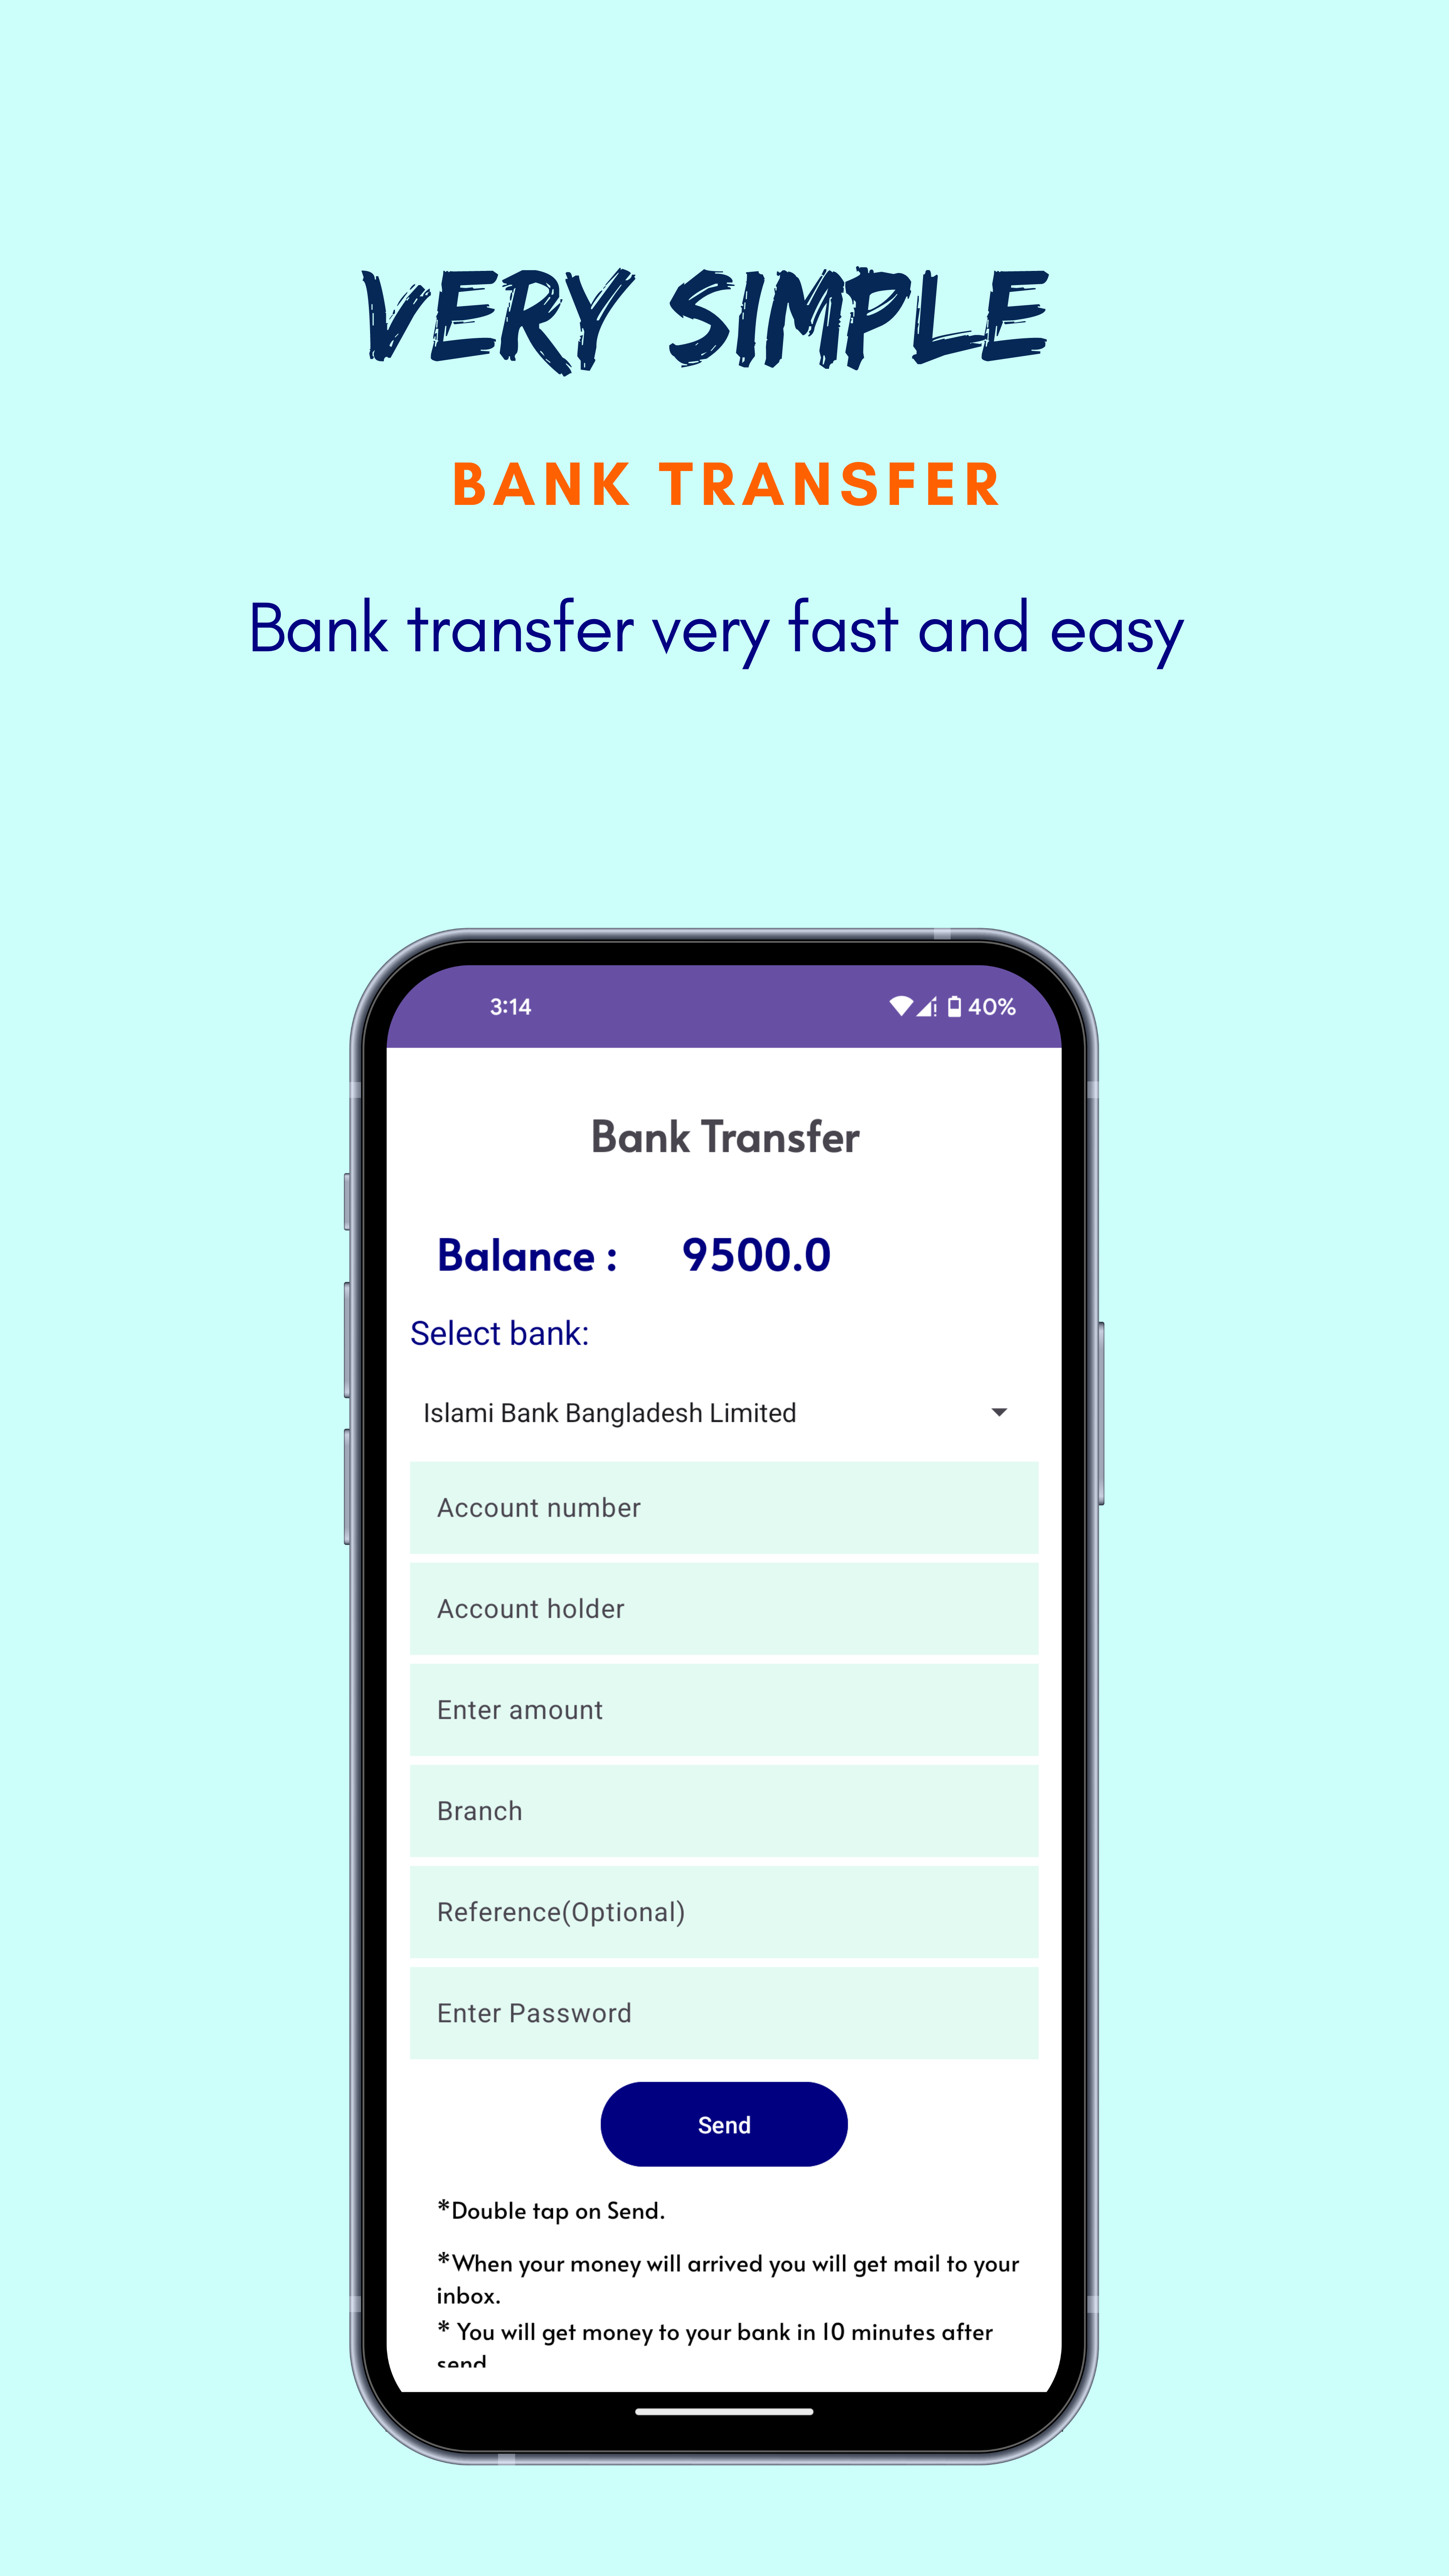 VERY SIMPLE
BANK TRANSFER
Bank transfer very fast and easy
3:14
40%
Bank Transfer
Balance : 9500.0
Select bank:
Islami Bank Bangladesh Limited
Account number
Account holder
Enter amount
Branch
Reference(Optional)
Enter Password
Send
*Double tap on Send.
*When your money will arrived you will get mail to your
inbox.
* You will get money to your bank in 10 minutes after
send